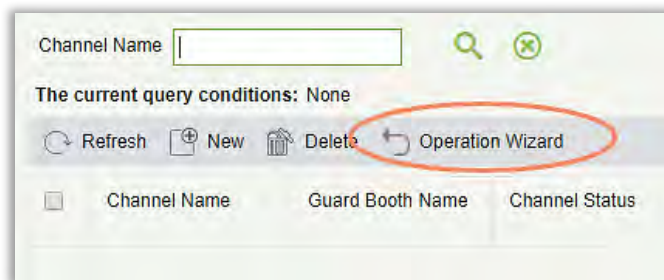 Channel Name
The current query conditions: None
Refresh New Delete Operation Wizard
Channel Name Guard Booth Name Channel Status